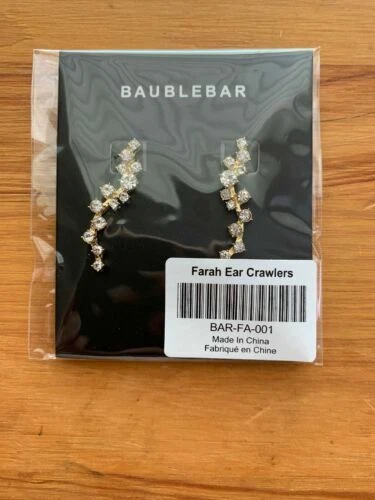 BAUBLEBAR
Farah Ear Crawlers
BAR-FA-001
Made In China
Fabriqué en Chine